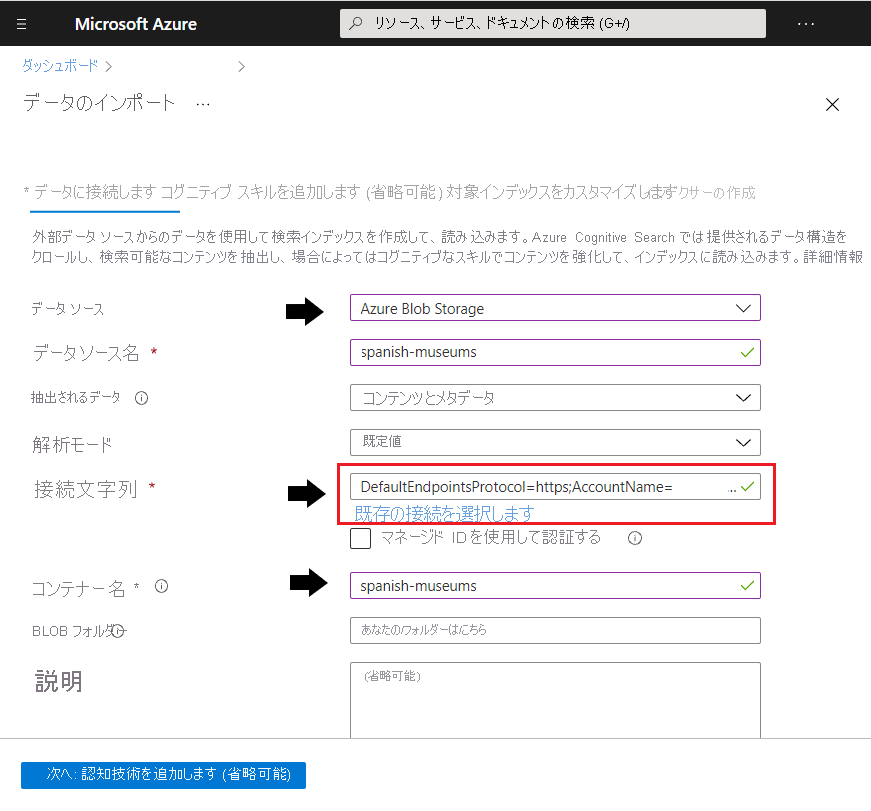 Microsoft Azure
リソース、サービス、ドキュメントの検索 (G+/)
...
ダッシュボード
データのインポート ...
* データに接続します コグニティブ スキルを追加します (省略可能) 対象インデックスをカスタマイズします クサーの作成
外部データ ソースからのデータを使用して検索インデックスを作成して、読み込みます。Azure Cognitive Search では提供されるデータ構造を
クロールし、検索可能なコンテンツを抽出し、場合によってはコグニティブなスキルでコンテンツを強化して、インデックスに読み込みます。詳細情報
データ ソース
Azure Blob Storage
データソース名 *
spanish-museums
抽出されるデータ
コンテンツとメタデータ
解析モード
既定値
接続文字列 *
DefaultEndpointsProtocol=https;AccountName= ...
既存の接続を選択します
マネージド ID を使用して認証する
コンテナー名 *
spanish-museums
BLOB フォルダー
あなたのフォルダーはこちら
説明
(省略可能)
次へ: 認知技術を追加します (省略可能)